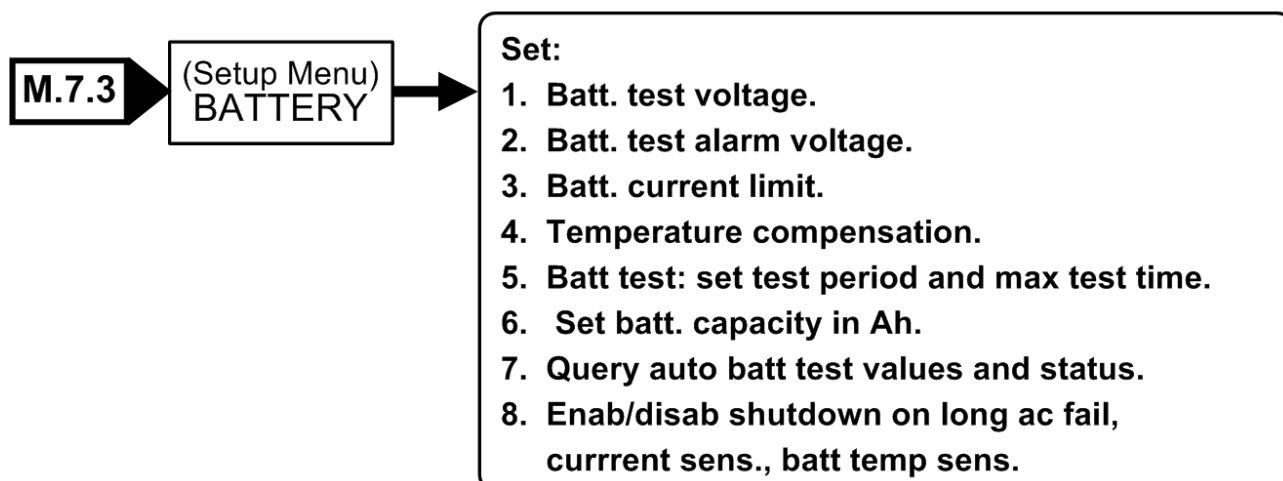 M.7.3
(Setup Menu)
BATTERY
Set:
1. Batt. test voltage.
2. Batt. test alarm voltage.
3. Batt. current limit.
4. Temperature compensation.
5. Batt test: set test period and max test time.
6. Set batt. capacity in Ah.
7. Query auto batt test values and status.
8. Enab/disab shutdown on long ac fail,
currrent sens., batt temp sens.